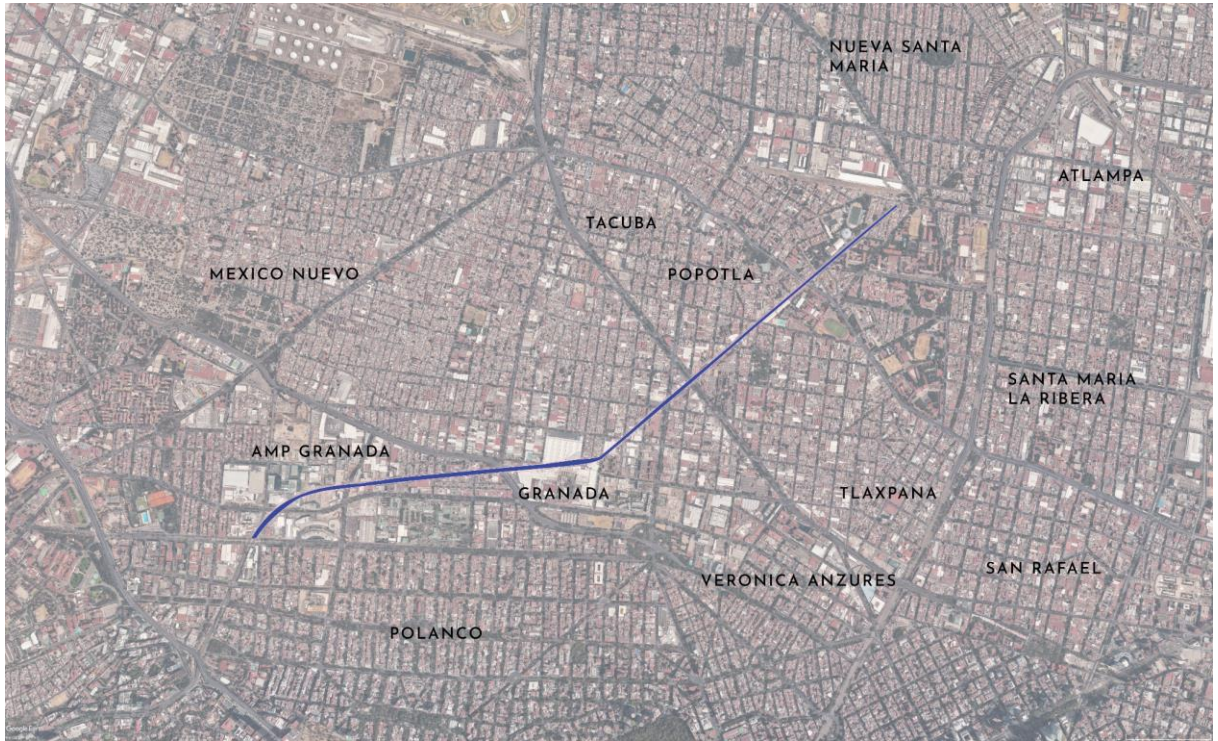 NUEVA SANTA
MARIA
ATLAMPA
TACUBA
MEXICO NUEVO
POPOTLA
SANTA MARIA
LA RIBERA
AMP GRANADA
GRANADA
TLAXPANA
SAN RAFAEL
VERONICA ANZURES
POLANCO